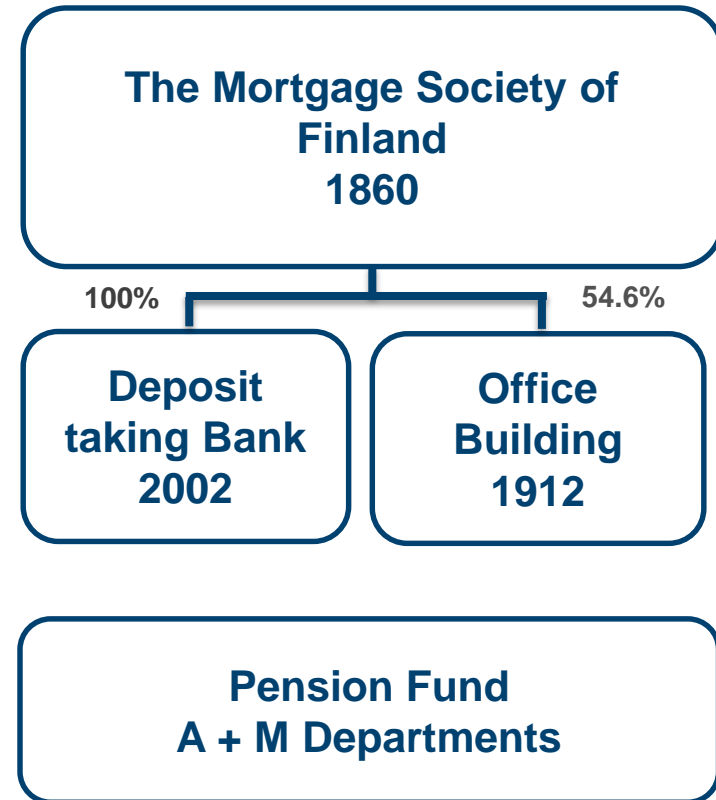 The Mortgage Society of
Finland
1860
100%
54.6%
Deposit
taking Bank
2002
Office
Building
1912
Pension Fund
A + M Departments